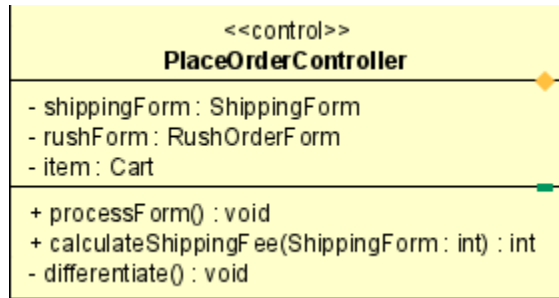 <<control>>
PlaceOrderController
- shippingForm : ShippingForm
- rushForm : RushOrderForm
- item : Cart
+ processForm() : void
+ calculateShippingFee(ShippingForm : int) : int
- differentiate() : void